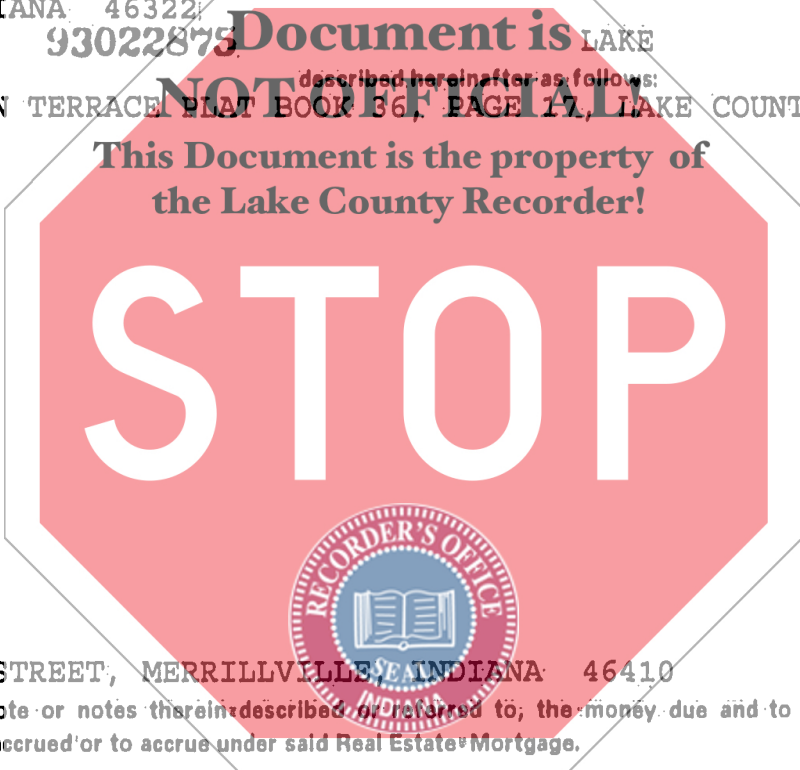 IANA 46322;
93022875
Document is
LAKE
described hereinafter as follows:
NOT OFFICIAL!
N TERRACE PLAT BOOK 36, PAGE 17, LAKE COUNT
This Document is the property of
the Lake County Recorder!
STOP
RECORDER'S OFFICE
SEAL
INDIANA
STREET, MERRILLVILLE, INDIANA 46410
ote or notes therein described or referred to, the money due and to
ccrued or to accrue under said Real Estate Mortgage.